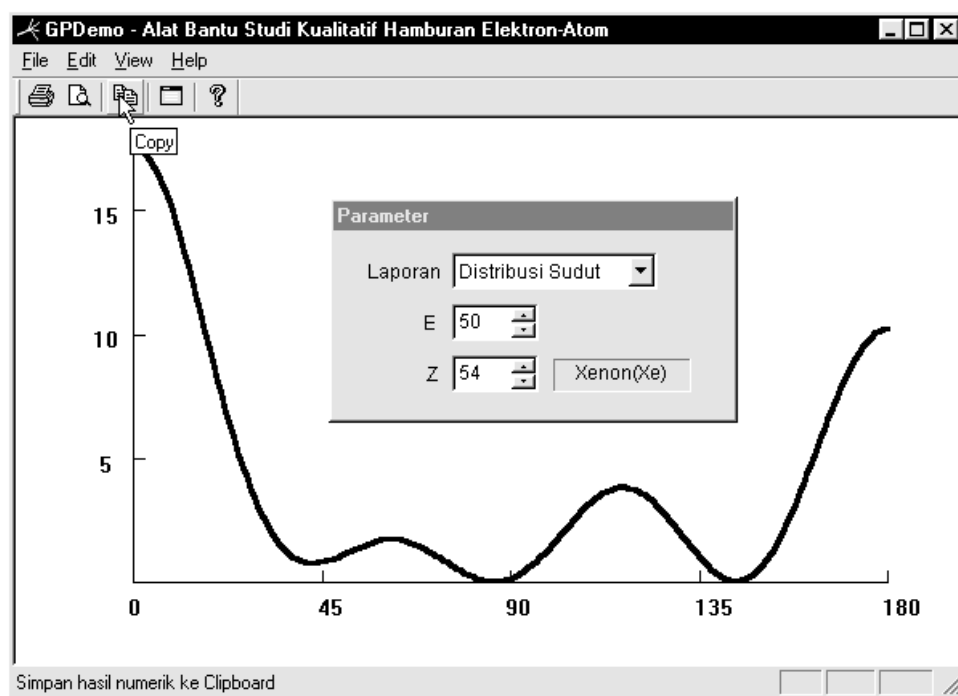 GPDemo - Alat Bantu Studi Kualitatif Hamburan Elektron-Atom
File Edit View Help
Copy
15
10
5
Parameter
Laporan Distribusi Sudut
E 50
Z 54 Xenon(Xe)
0 45 90 135 180
Simpan hasil numerik ke Clipboard